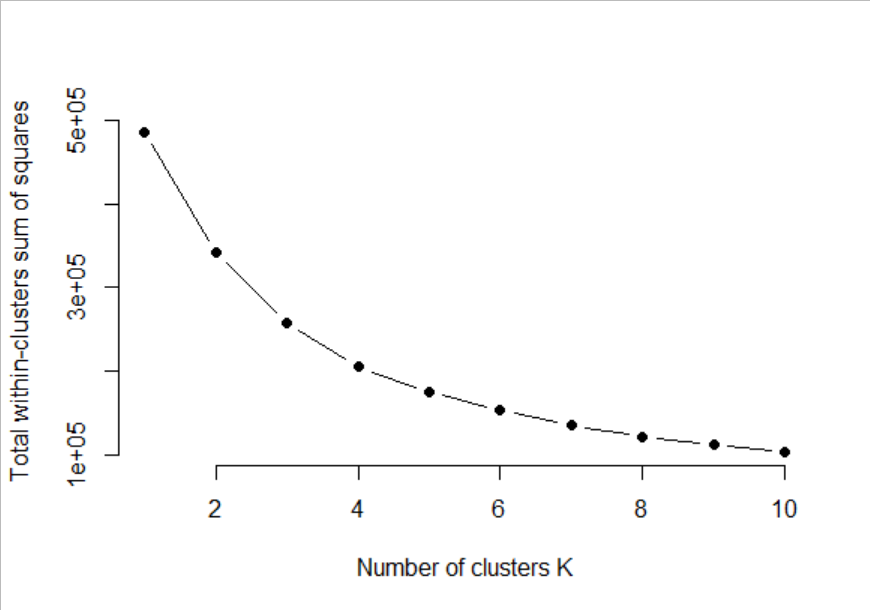 Total within-clusters sum of squares
5e+05
3e+05
1e+05
2 4 6 8 10
Number of clusters K